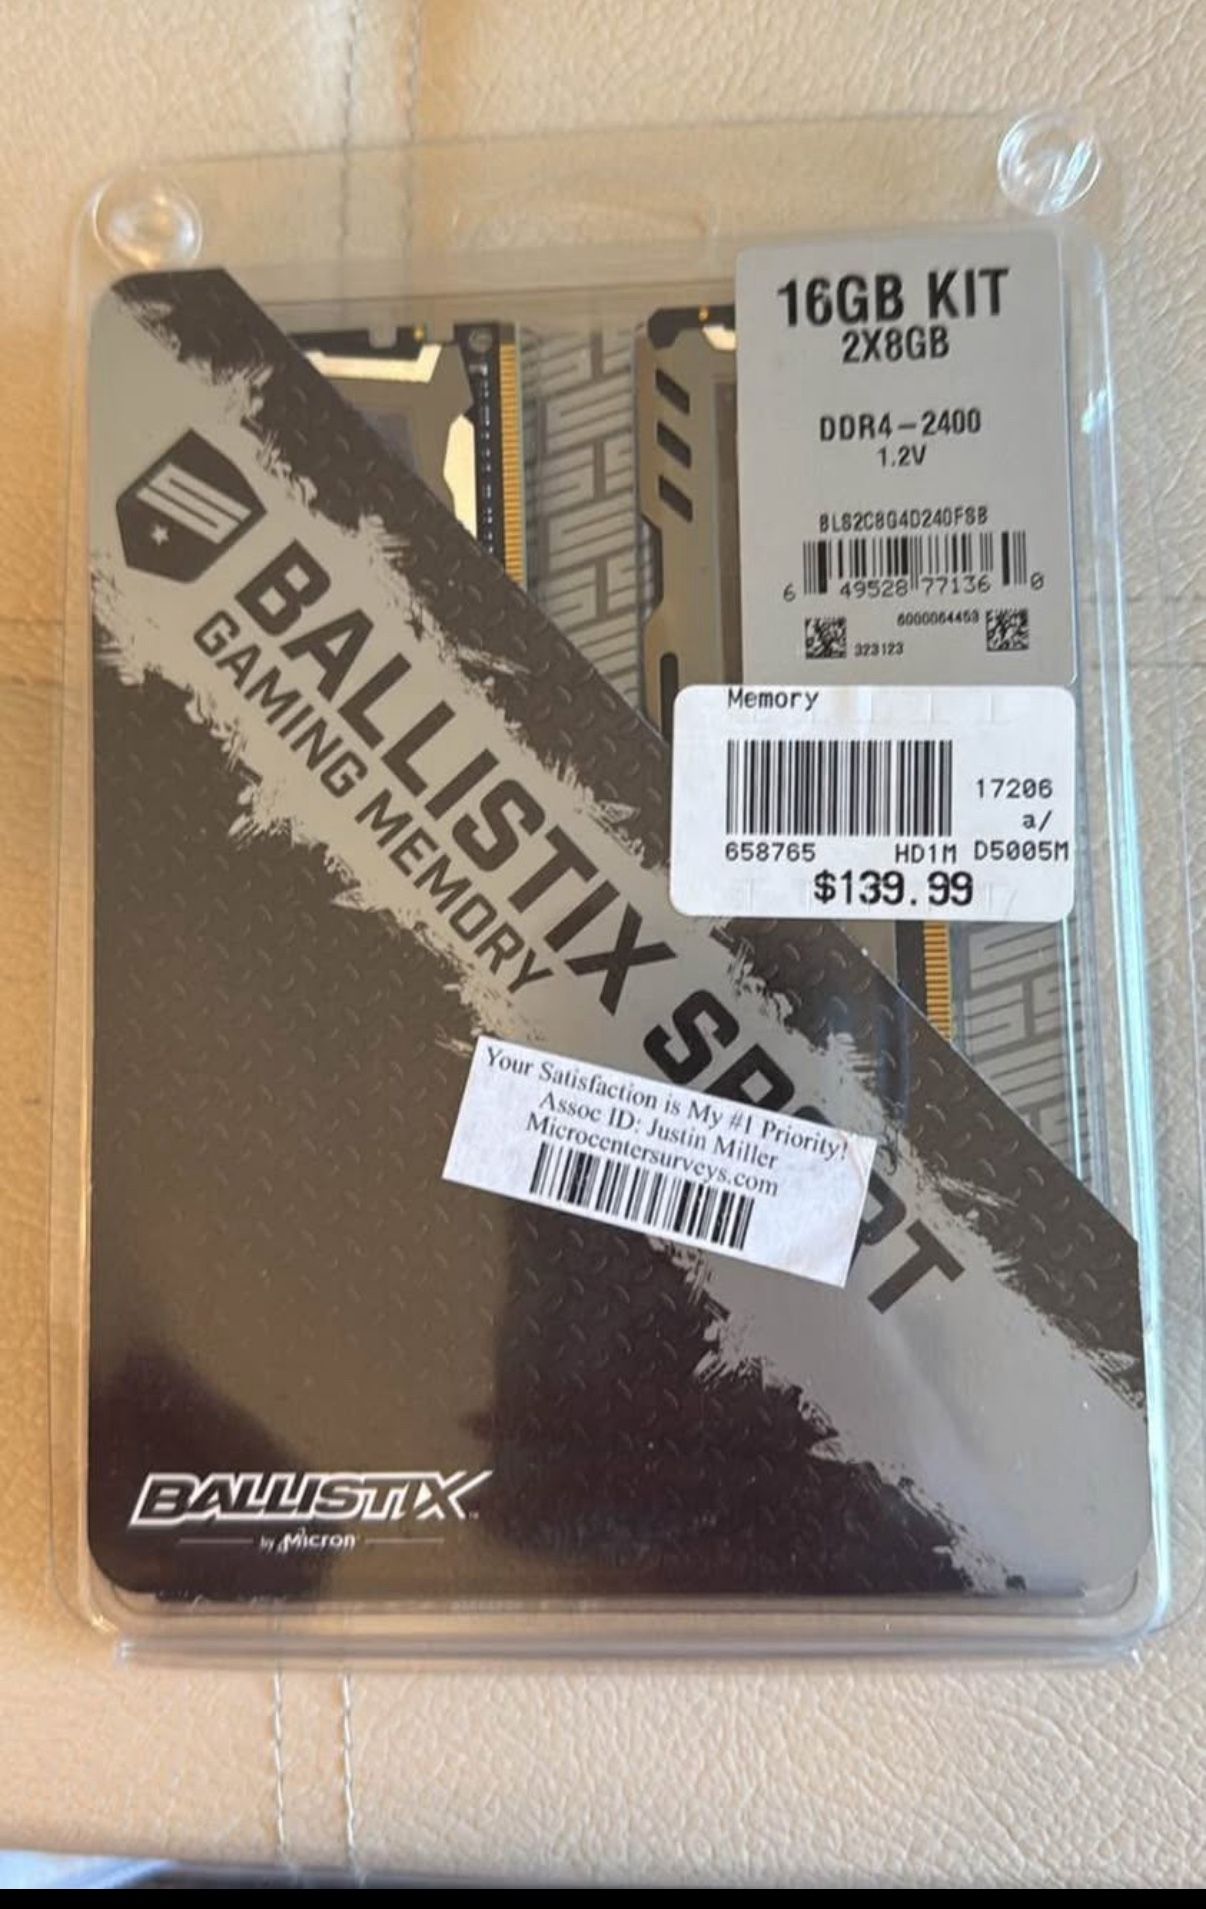 16GB KIT
2X8GB
DDR4-2400
1.2V
BLS2C8G4D240FSB
6 49528 77136 0
6000064453
323123
Memory
17206
a/
658765 HD1M D5005M
$139.99
BALLISTIX SPORT
GAMING MEMORY
Your Satisfaction is My #1 Priority!
Assoc ID: Justin Miller
Microcentersurveys.com
BALLISTIX
by Micron